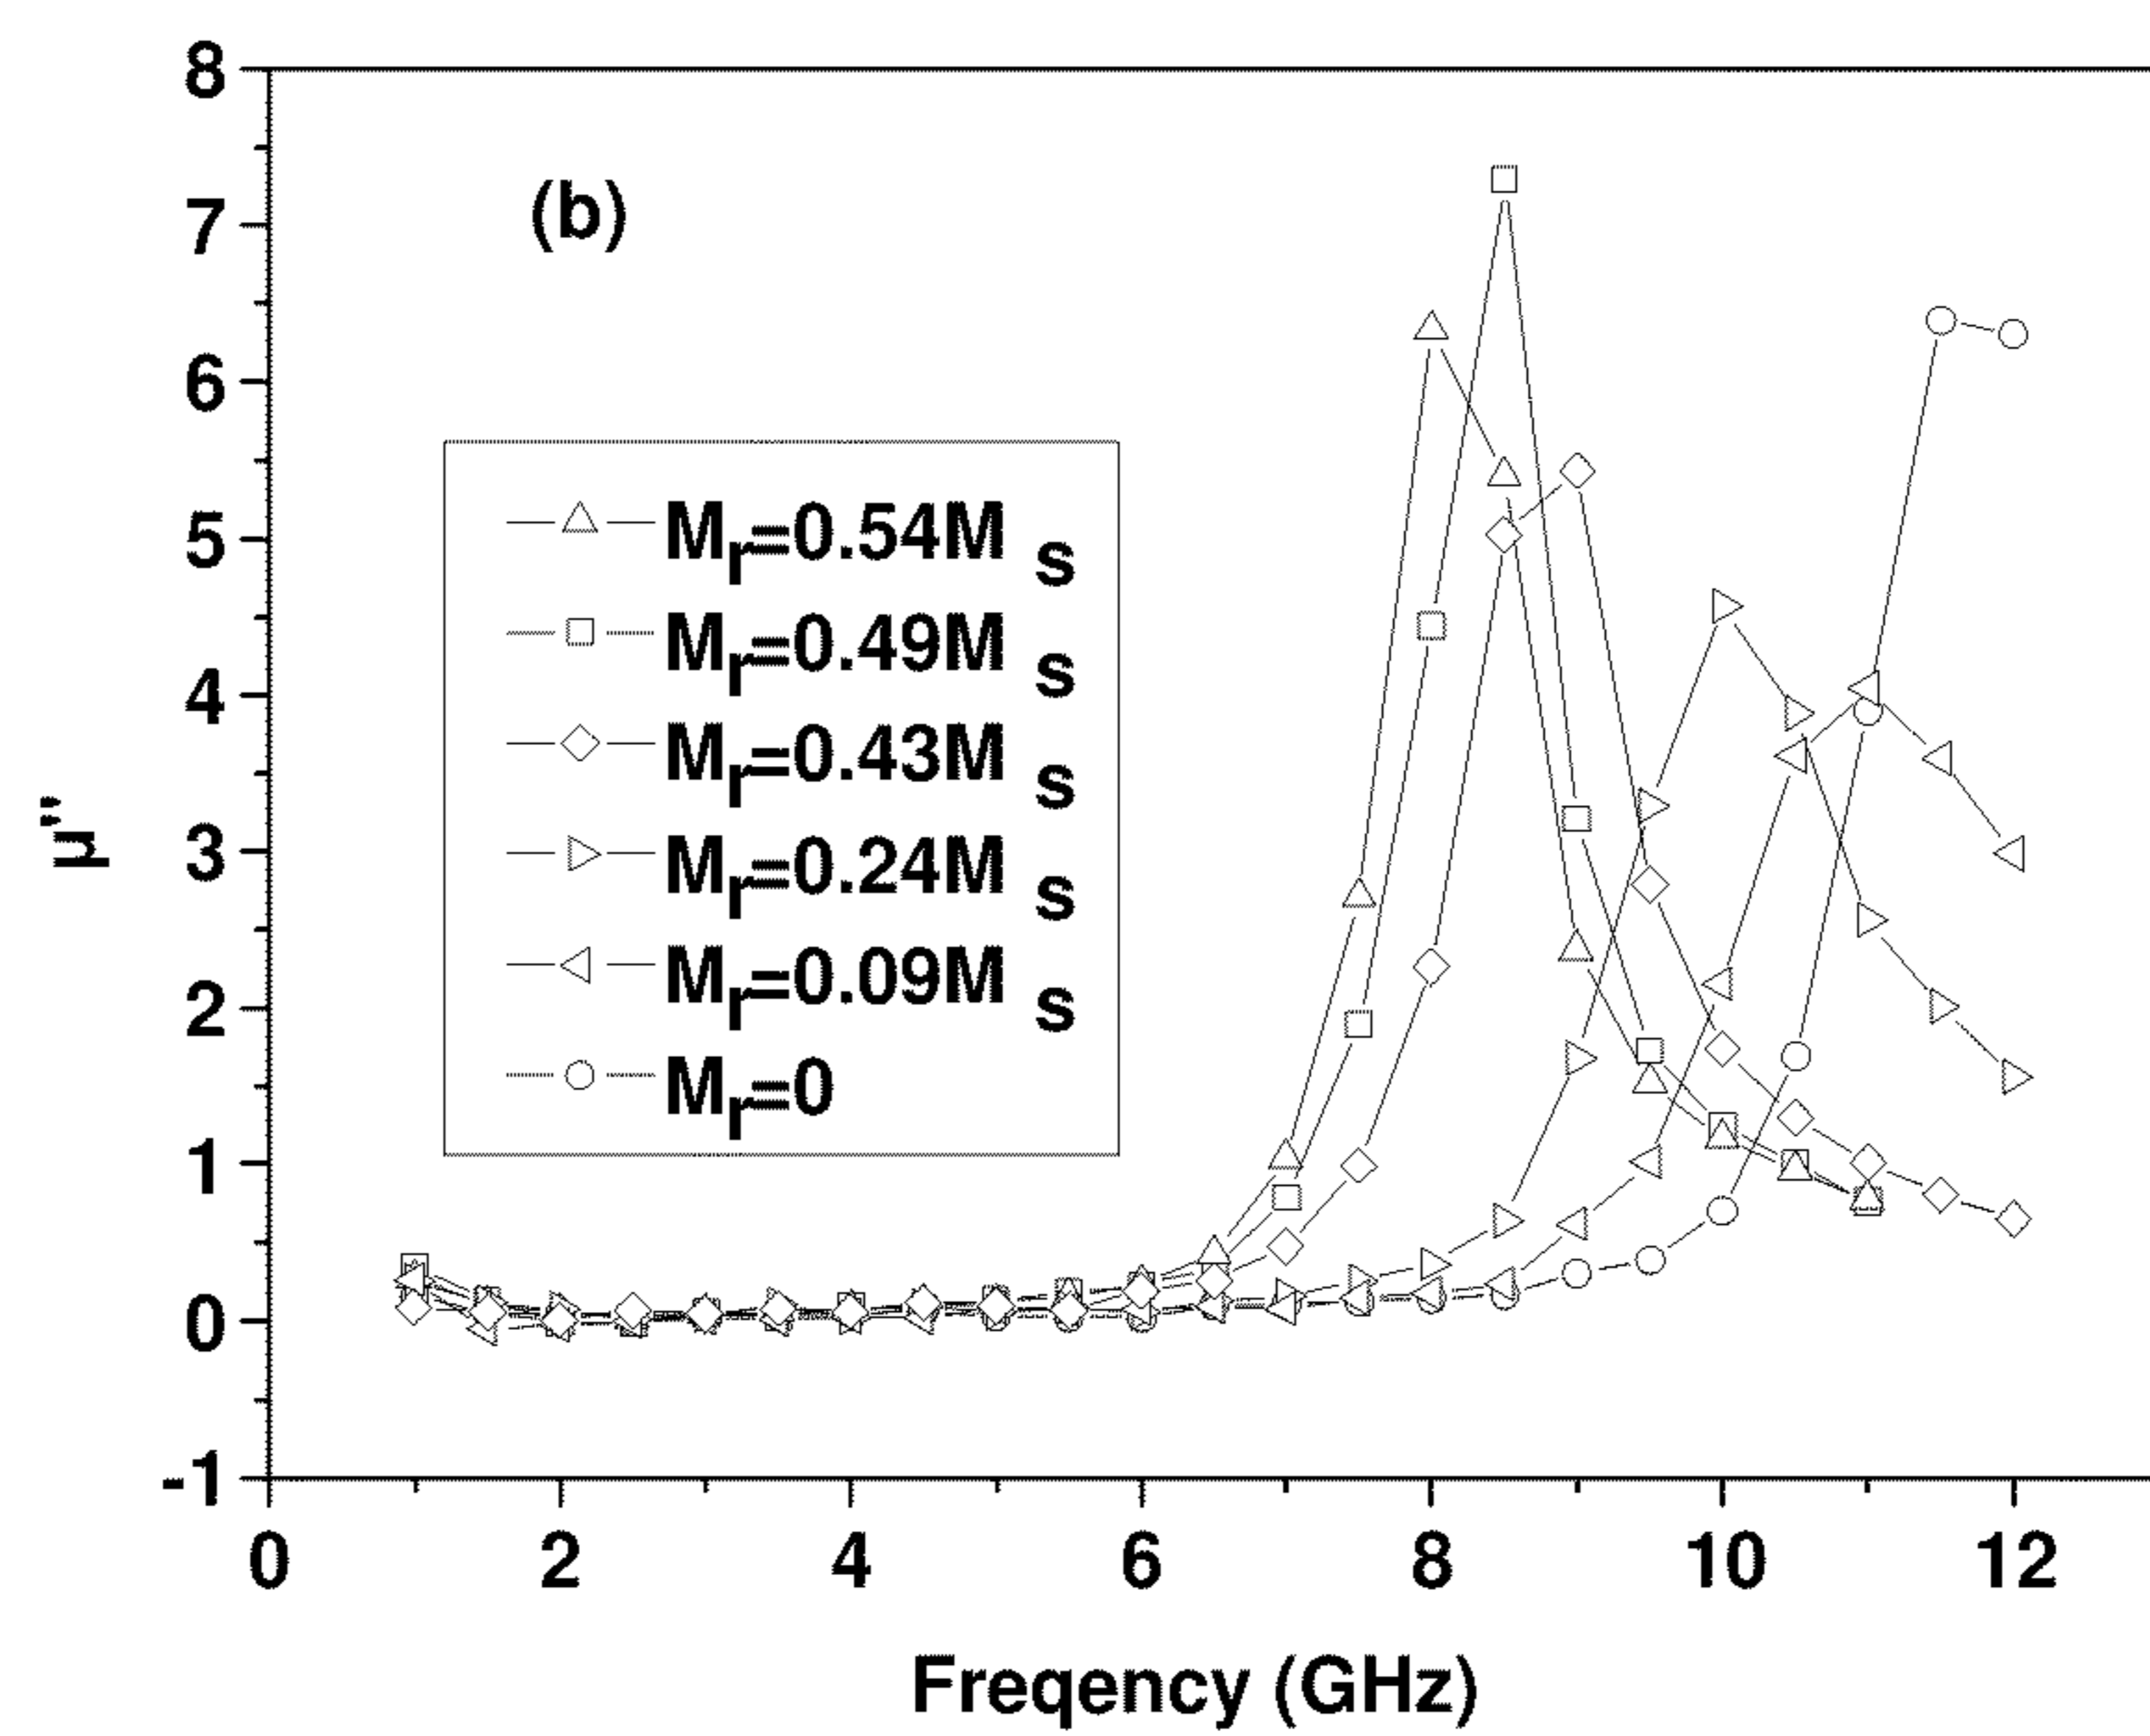 8
7
6
5
4
3
2
1
0
-1
µ''
(b)
Mr=0.54Ms
Mr=0.49Ms
Mr=0.43Ms
Mr=0.24Ms
Mr=0.09Ms
Mr=0
0 2 4 6 8 10 12
Freqency (GHz)